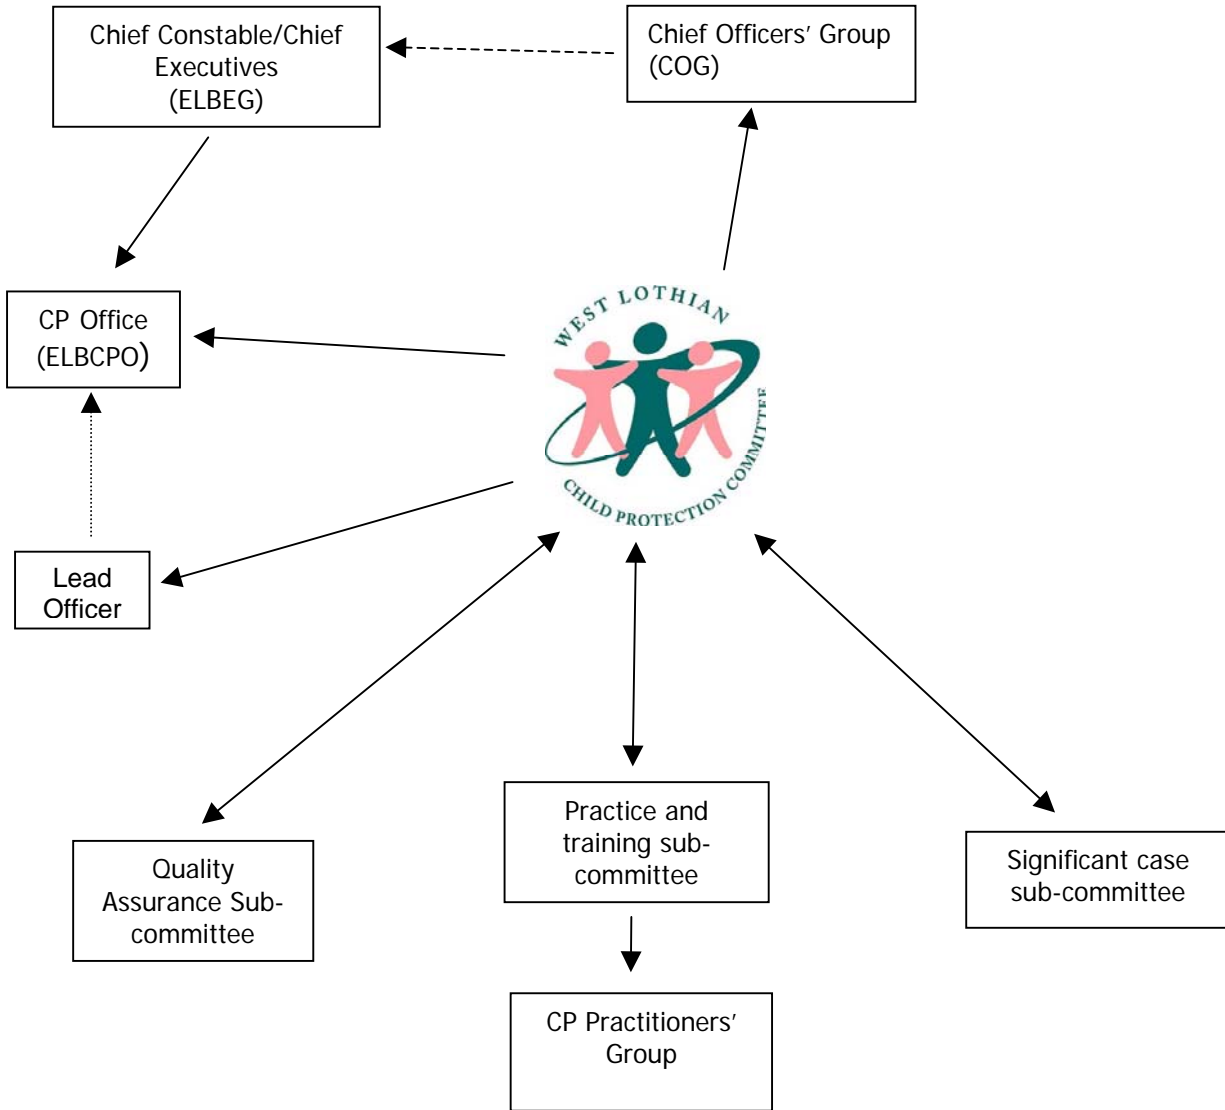 Chief Constable/Chief
Executives
(ELBEG)
Chief Officers' Group
(COG)
CP Office
(ELBCPO)
WEST LOTHIAN
CHILD PROTECTION COMMITTEE
Lead
Officer
Quality
Assurance Sub-
committee
Practice and
training sub-
committee
Significant case
sub-committee
CP Practitioners'
Group